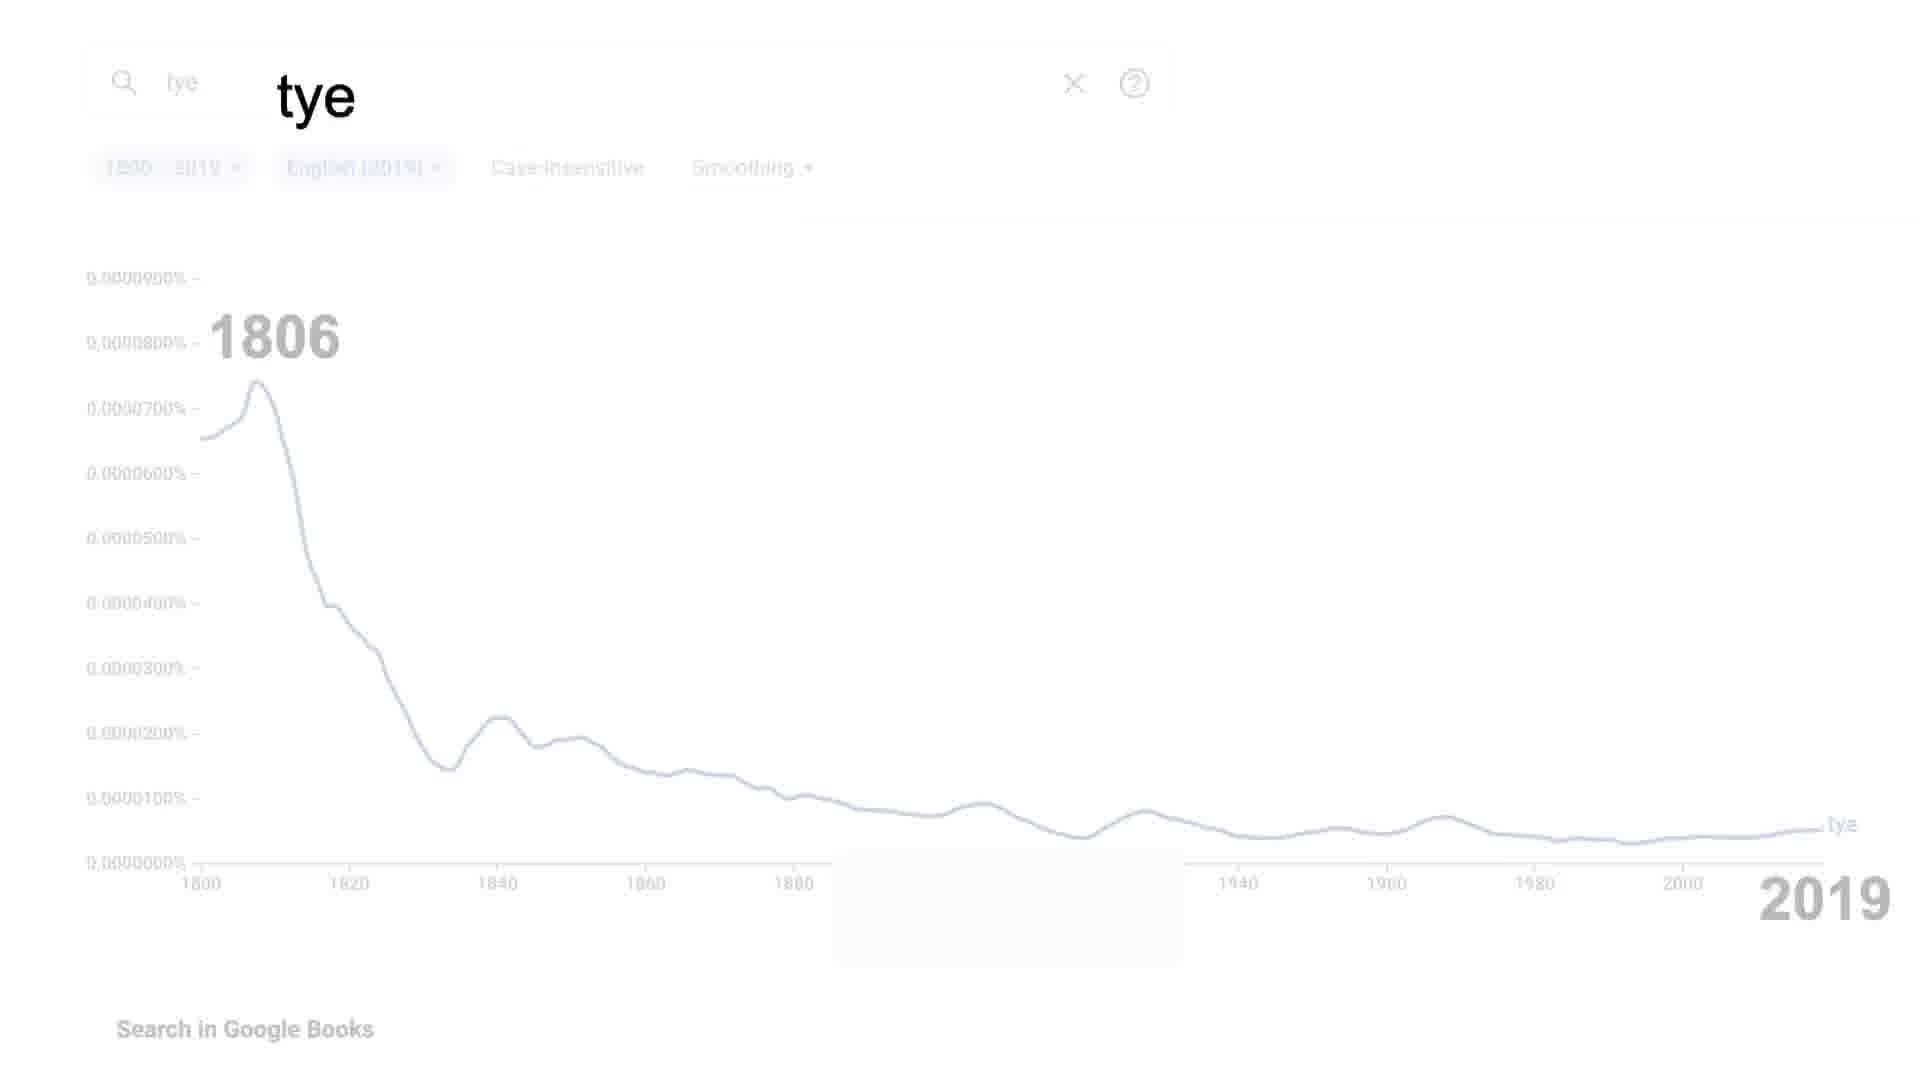 tye
tye
1800 - 2019
English (2019)
Case-Insensitive
Smoothing
0.0000900%
0.0000800%
1806
0.0000700%
0.0000600%
0.0000500%
0.0000400%
0.0000300%
0.0000200%
0.0000100%
tye
0.0000000%
1800 1820 1840 1860 1880 1940 1960 1980 2000
2019
Search in Google Books